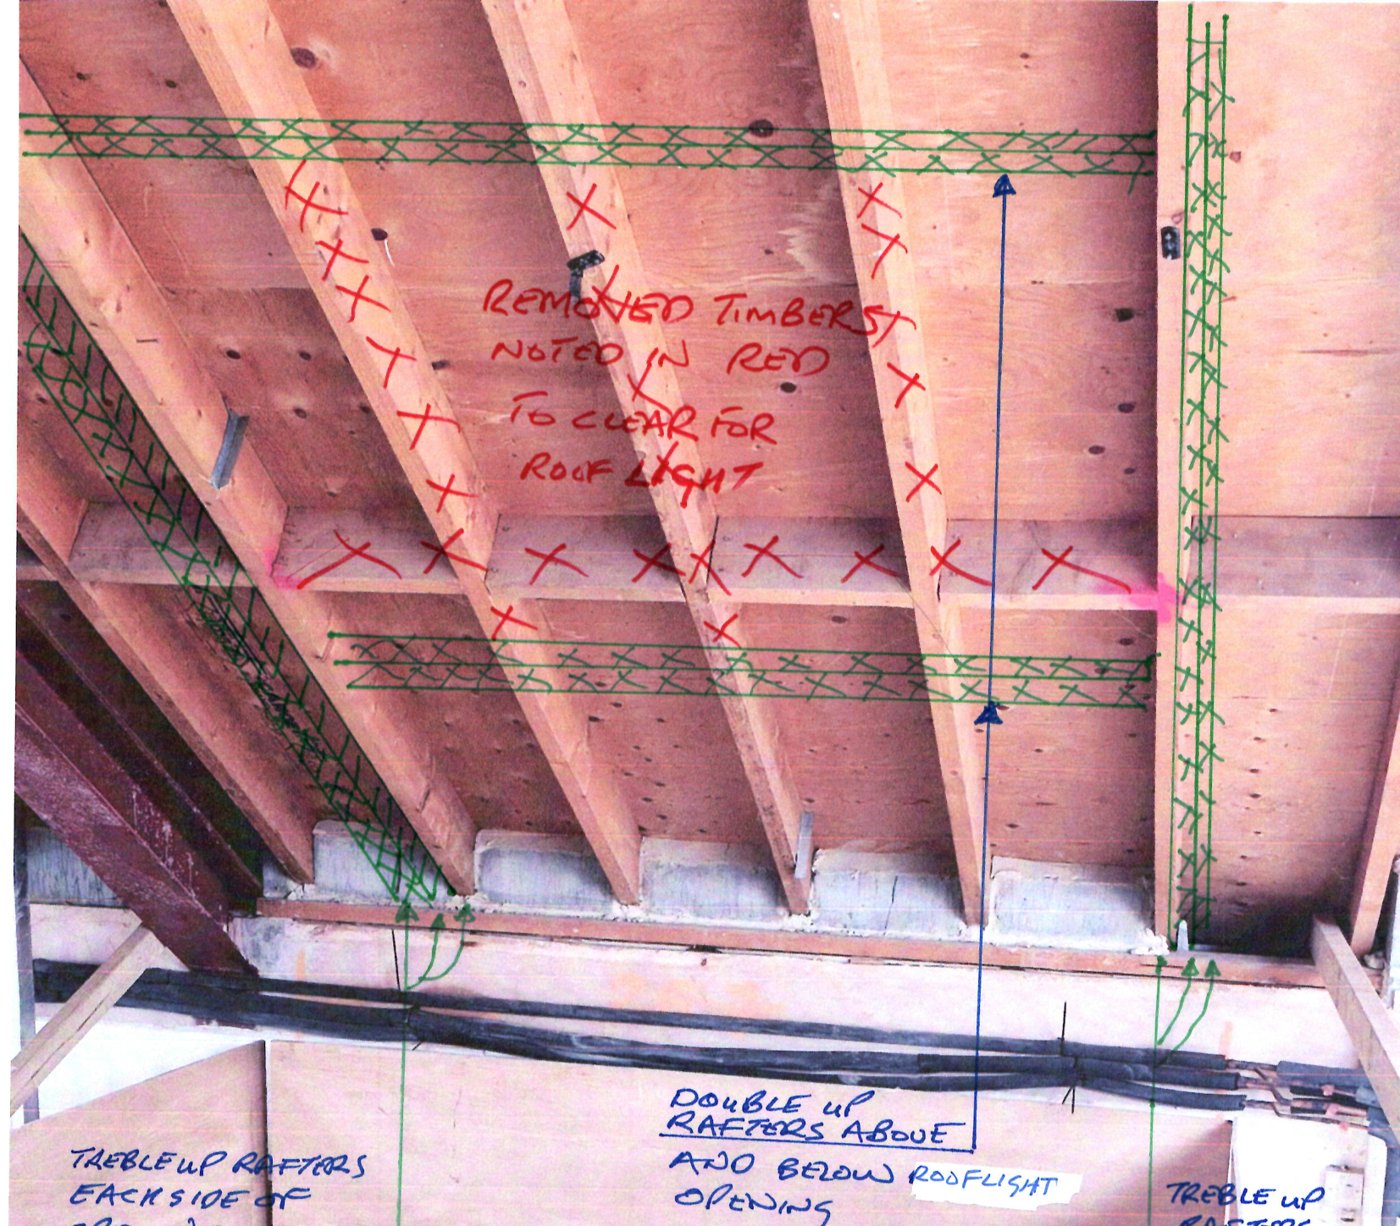 REMOVED TIMBERS
NOTED IN RED
TO CLEAR FOR
ROOF LIGHT
DOUBLE UP
RAFTERS ABOVE
AND BELOW ROOFLIGHT
OPENING
TREBLE UP RAFTERS
EACH SIDE OF
TREBLE UP